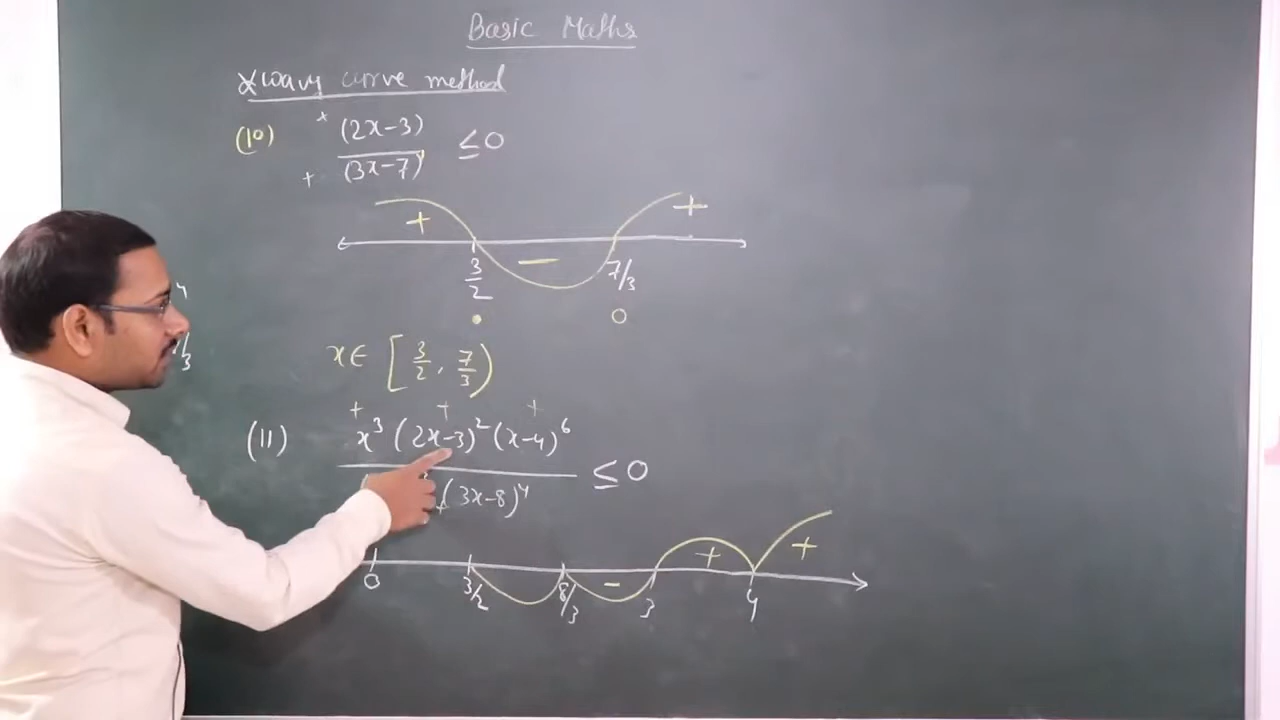 Basic Maths
* Wavy curve method
(10) × (2x-3) / + (3x-7) ≤0
+ - +
3/2 7/3
x∈ [3/2, 7/3)
+ + +
(11) x³ (2x-3)² (x-4)⁶ / (3x-8)⁴ ≤0
- + +
0 3/2 8/3 3 4